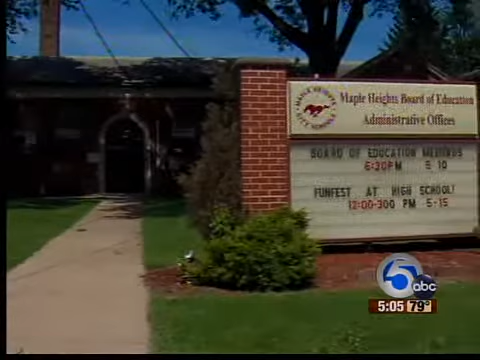 Maple Heights Board of Education
Administrative Offices
BOARD OF EDUCATION MEETINGS
6:30PM 5 10
FUNFEST AT HIGH SCHOOL!
12:00-300 PM 5-15
5 abc
5:05 79°